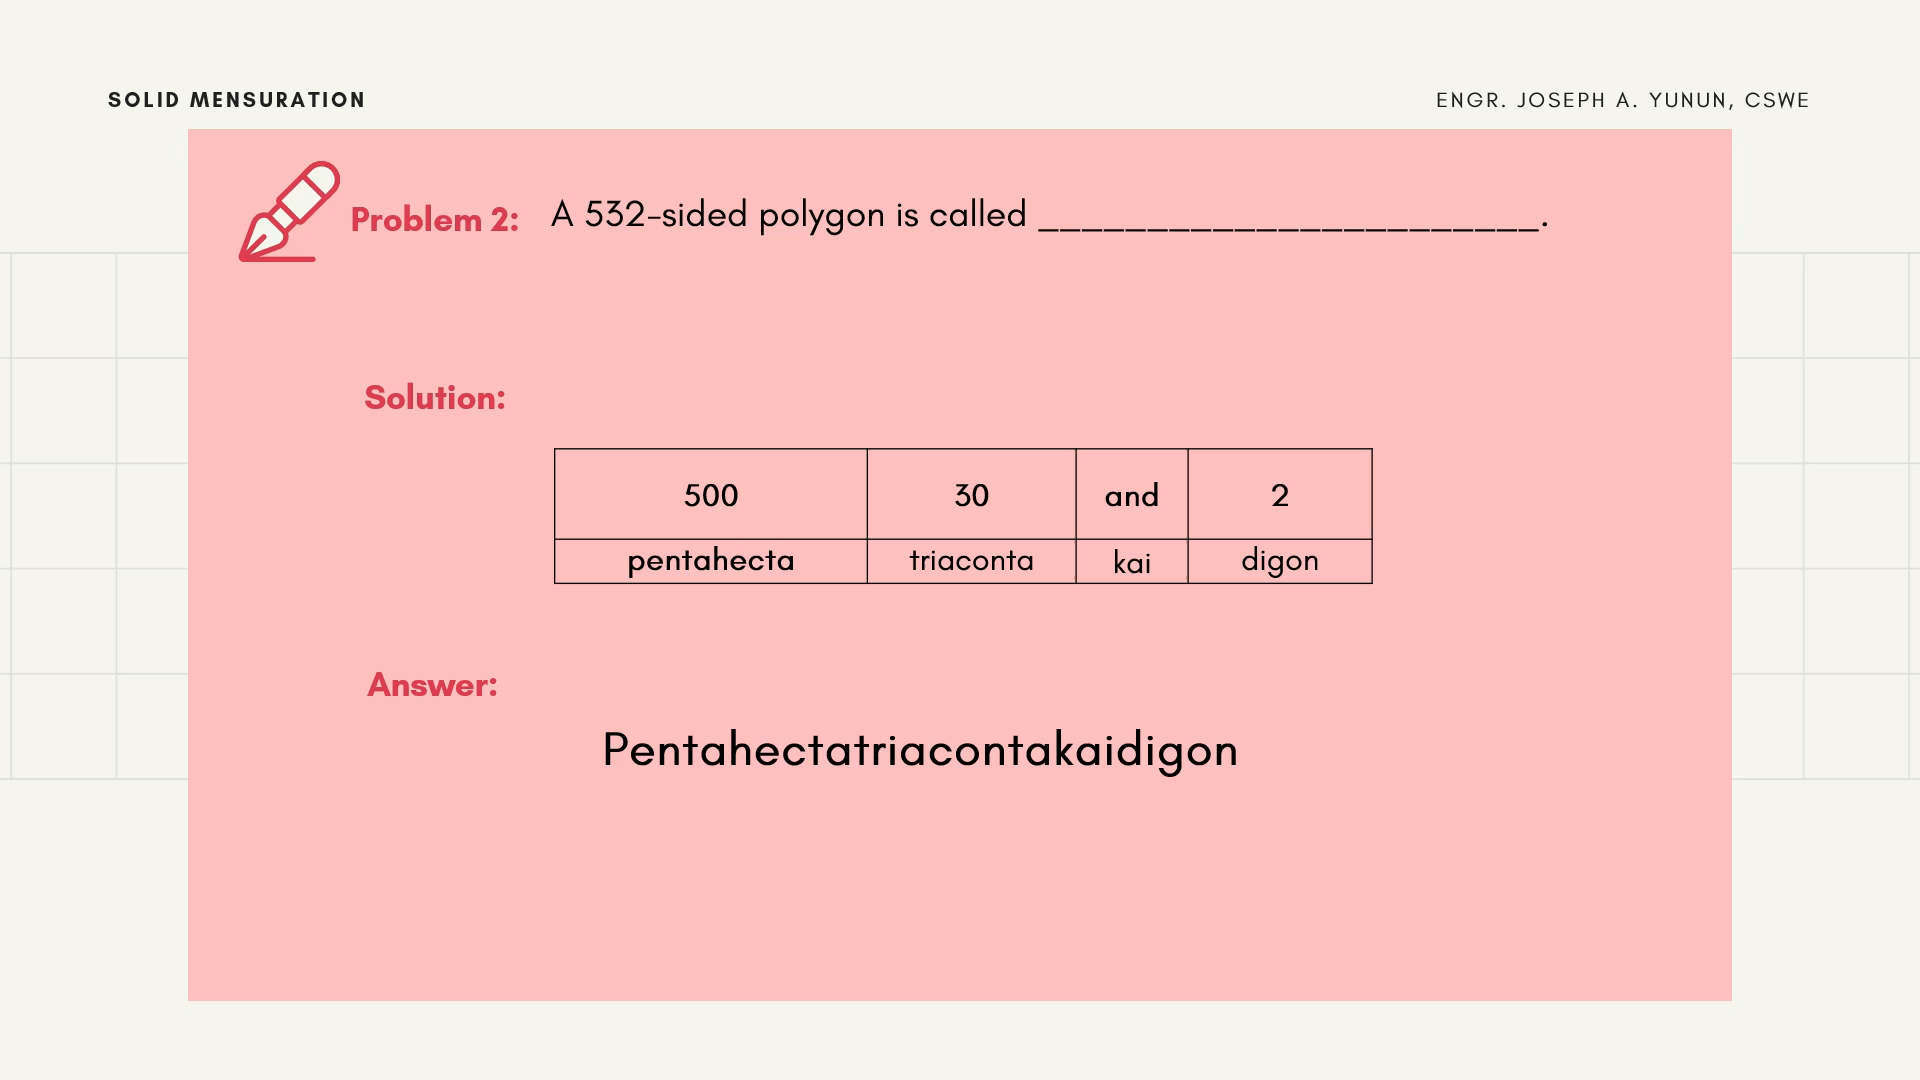 SOLID MENSURATION
ENGR. JOSEPH A. YUNUN, CSWE
Problem 2: A 532-sided polygon is called _______________________.
Solution:
500 30 and 2
pentahecta triaconta kai digon
Answer:
Pentahectatriacontakaidigon